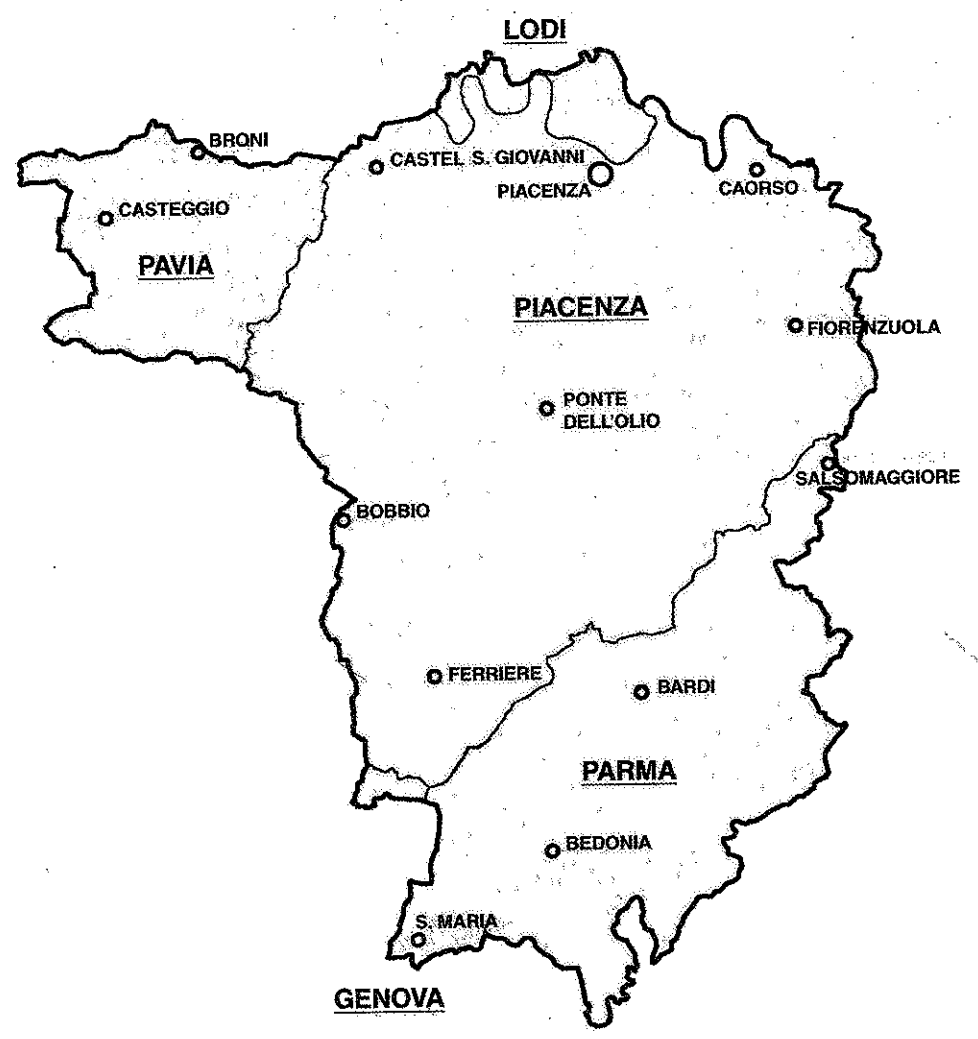 LODI
BRONI
CASTEL S. GIOVANNI
PIACENZA
CAORSO
CASTEGGIO
PAVIA
PIACENZA
FIORENZUOLA
PONTE
DELL'OLIO
SALSOMAGGIORE
BOBBIO
FERRIERE
BARDI
PARMA
BEDONIA
S. MARIA
GENOVA